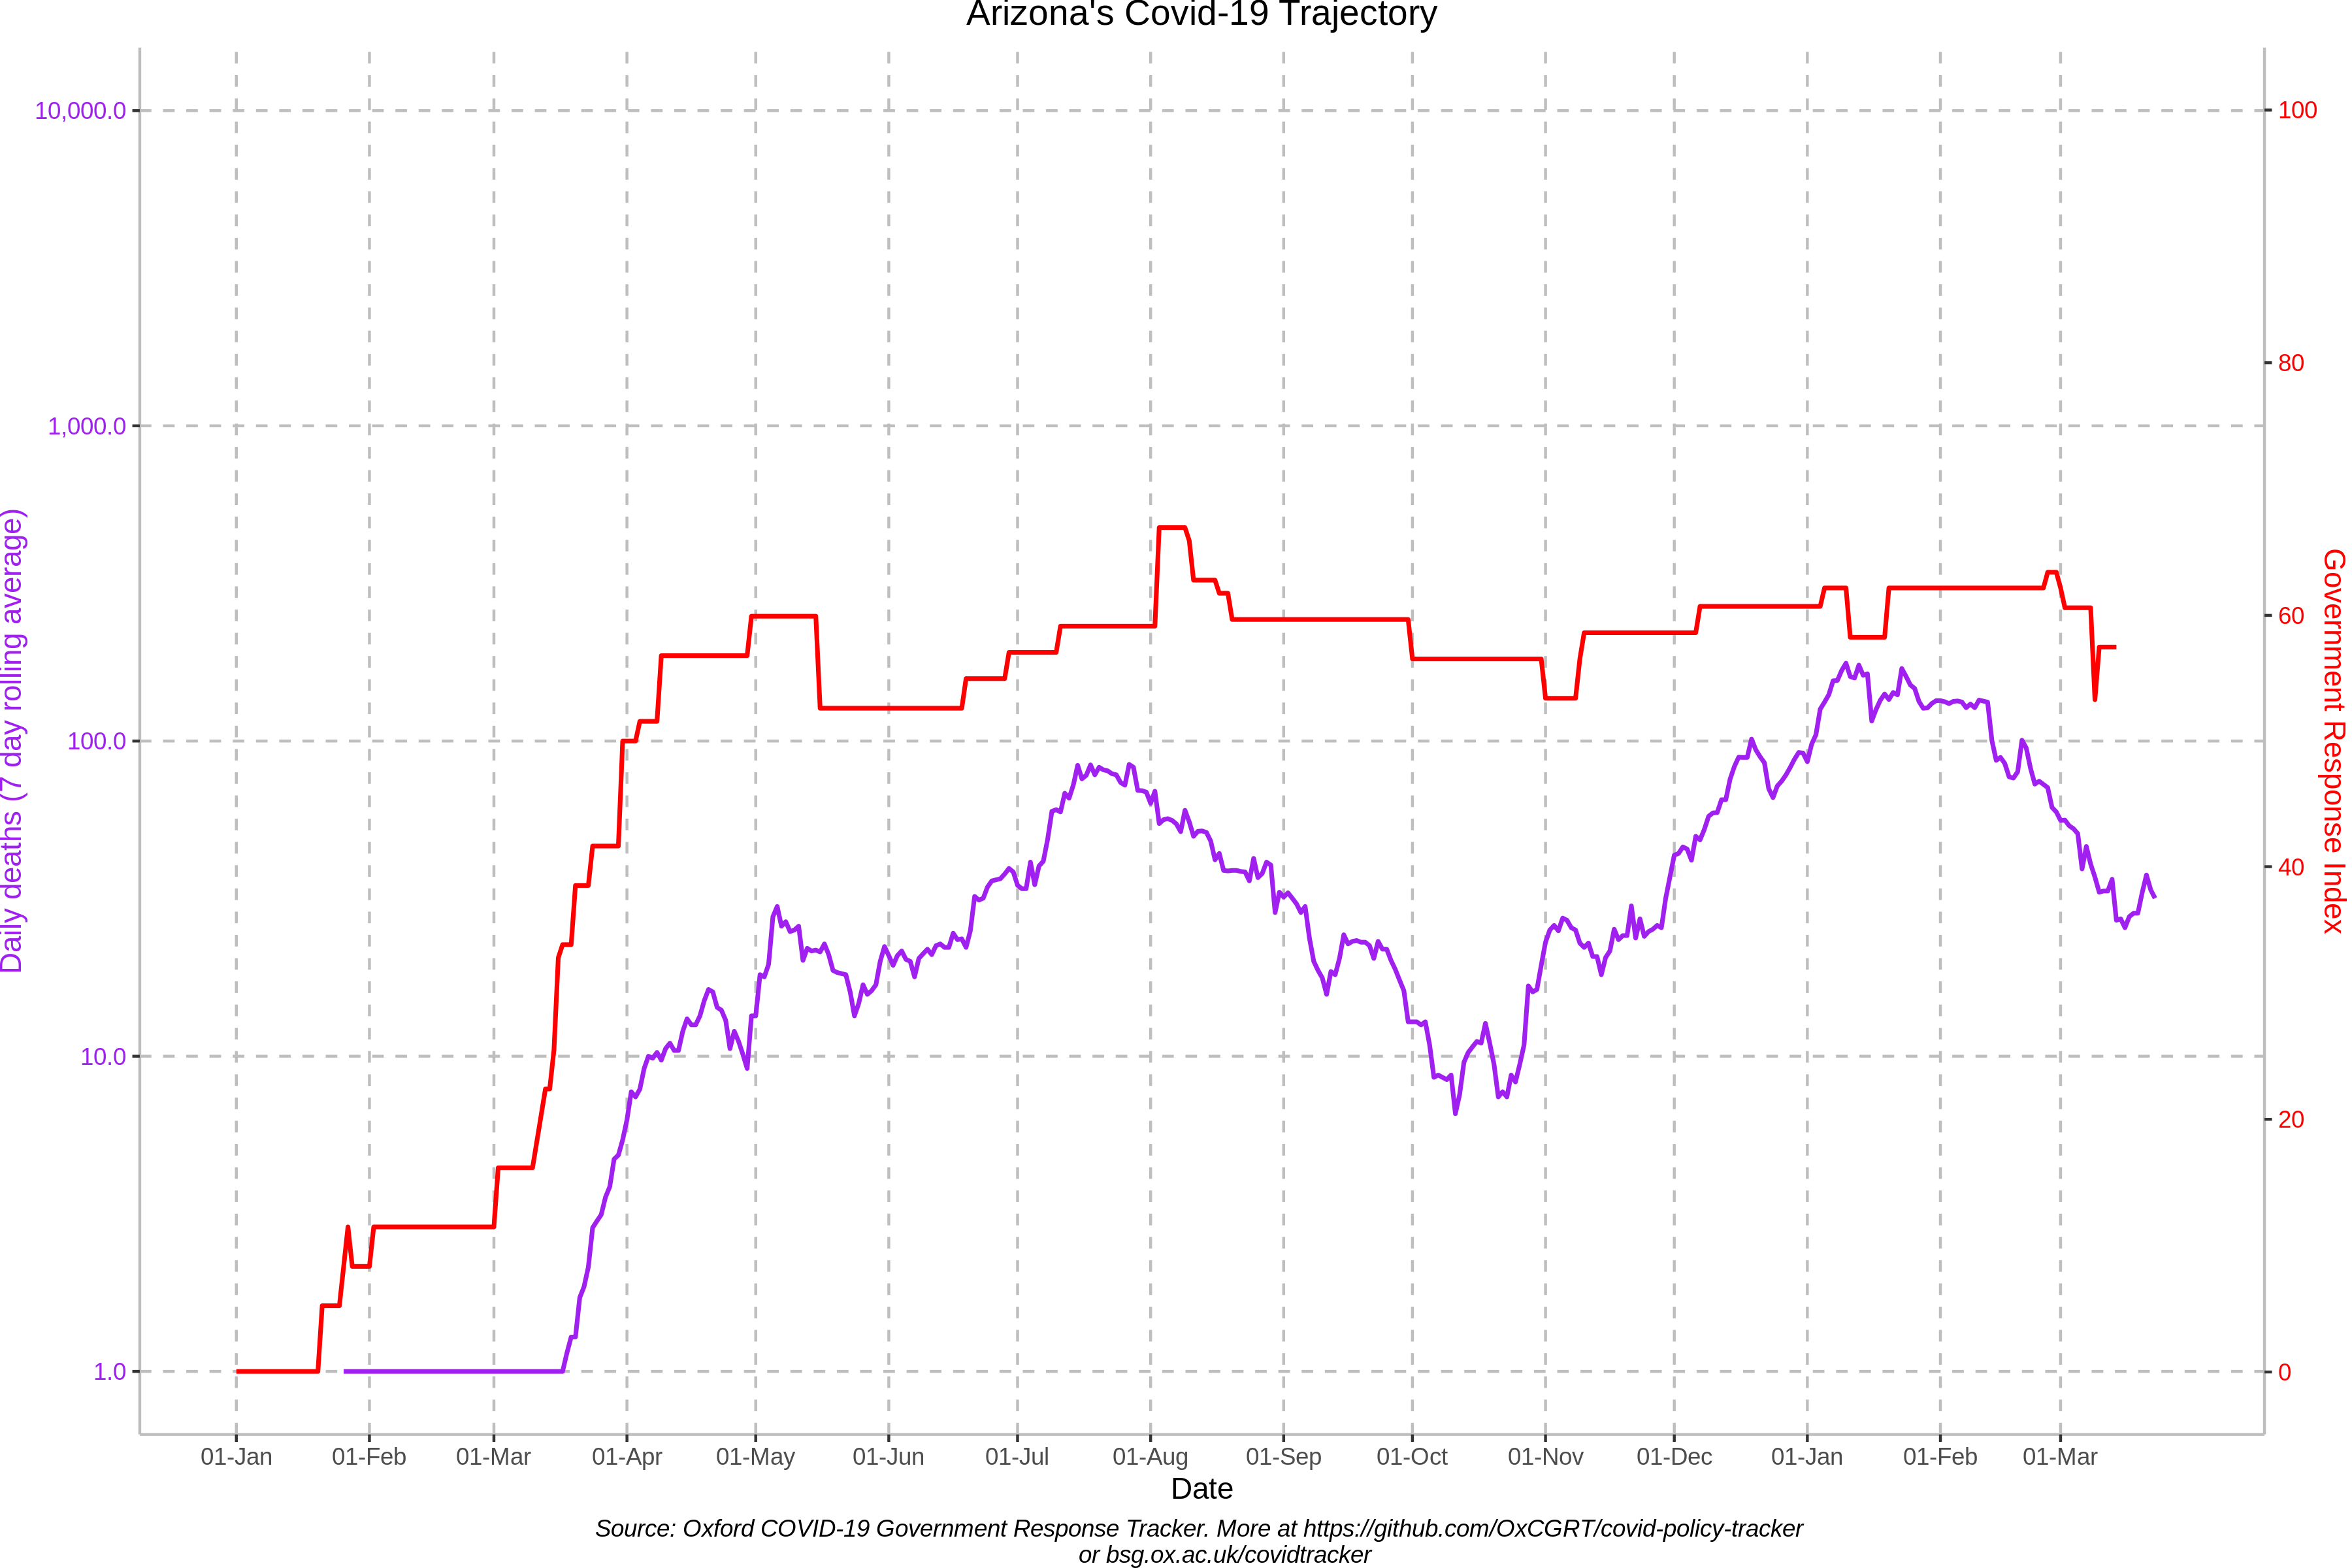 Arizona's Covid-19 Trajectory
10,000.0
1,000.0
100.0
10.0
1.0
Daily deaths (7 day rolling average)
100
80
60
40
20
0
Government Response Index
01-Jan 01-Feb 01-Mar 01-Apr 01-May 01-Jun 01-Jul 01-Aug 01-Sep 01-Oct 01-Nov 01-Dec 01-Jan 01-Feb 01-Mar
Date
Source: Oxford COVID-19 Government Response Tracker. More at https://github.com/OxCGRT/covid-policy-tracker
or bsg.ox.ac.uk/covidtracker